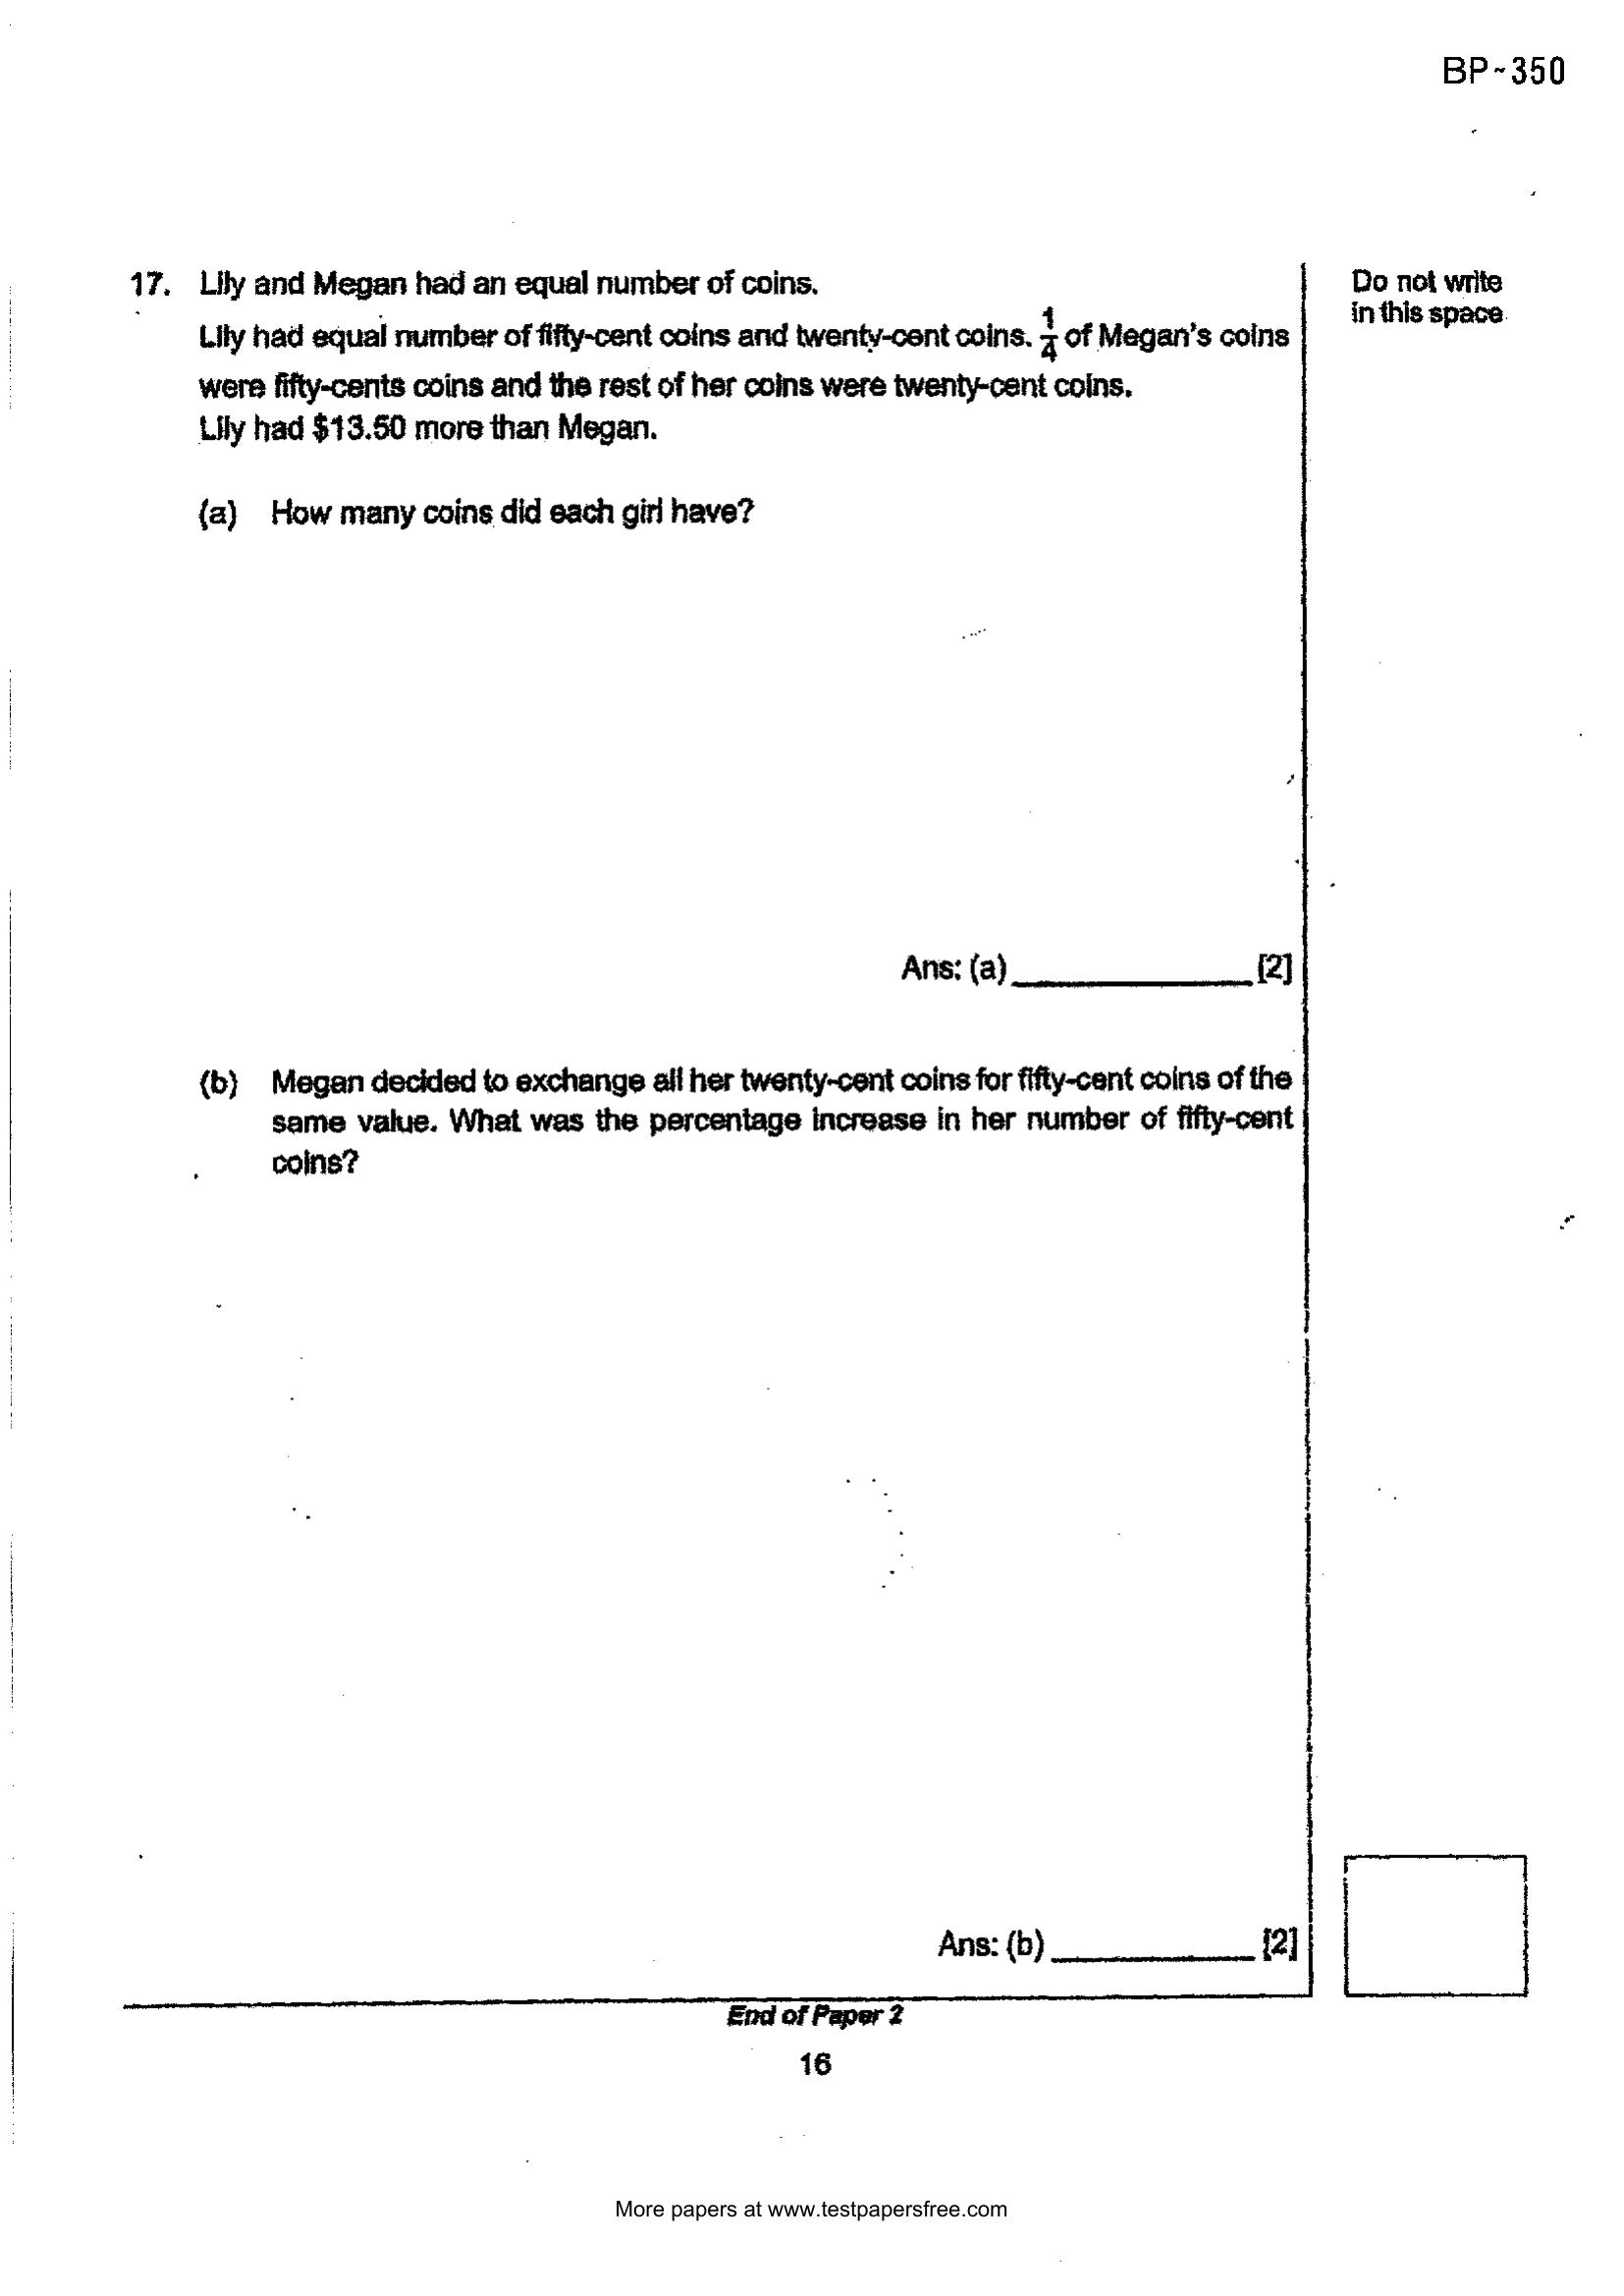 BP-350
17. Lily and Megan had an equal number of coins.
Do not write
in this space
Lily had equal number of fifty-cent coins and twenty-cent coins. 1/4 of Megan's coins
were fifty-cents coins and the rest of her coins were twenty-cent coins.
Lily had $13.50 more than Megan.
(a) How many coins did each girl have?
Ans: (a) ______________ [2]
(b) Megan decided to exchange all her twenty-cent coins for fifty-cent coins of the
same value. What was the percentage increase in her number of fifty-cent
coins?
Ans: (b) ____________ [2]
End of Paper 2
16
More papers at www.testpapersfree.com